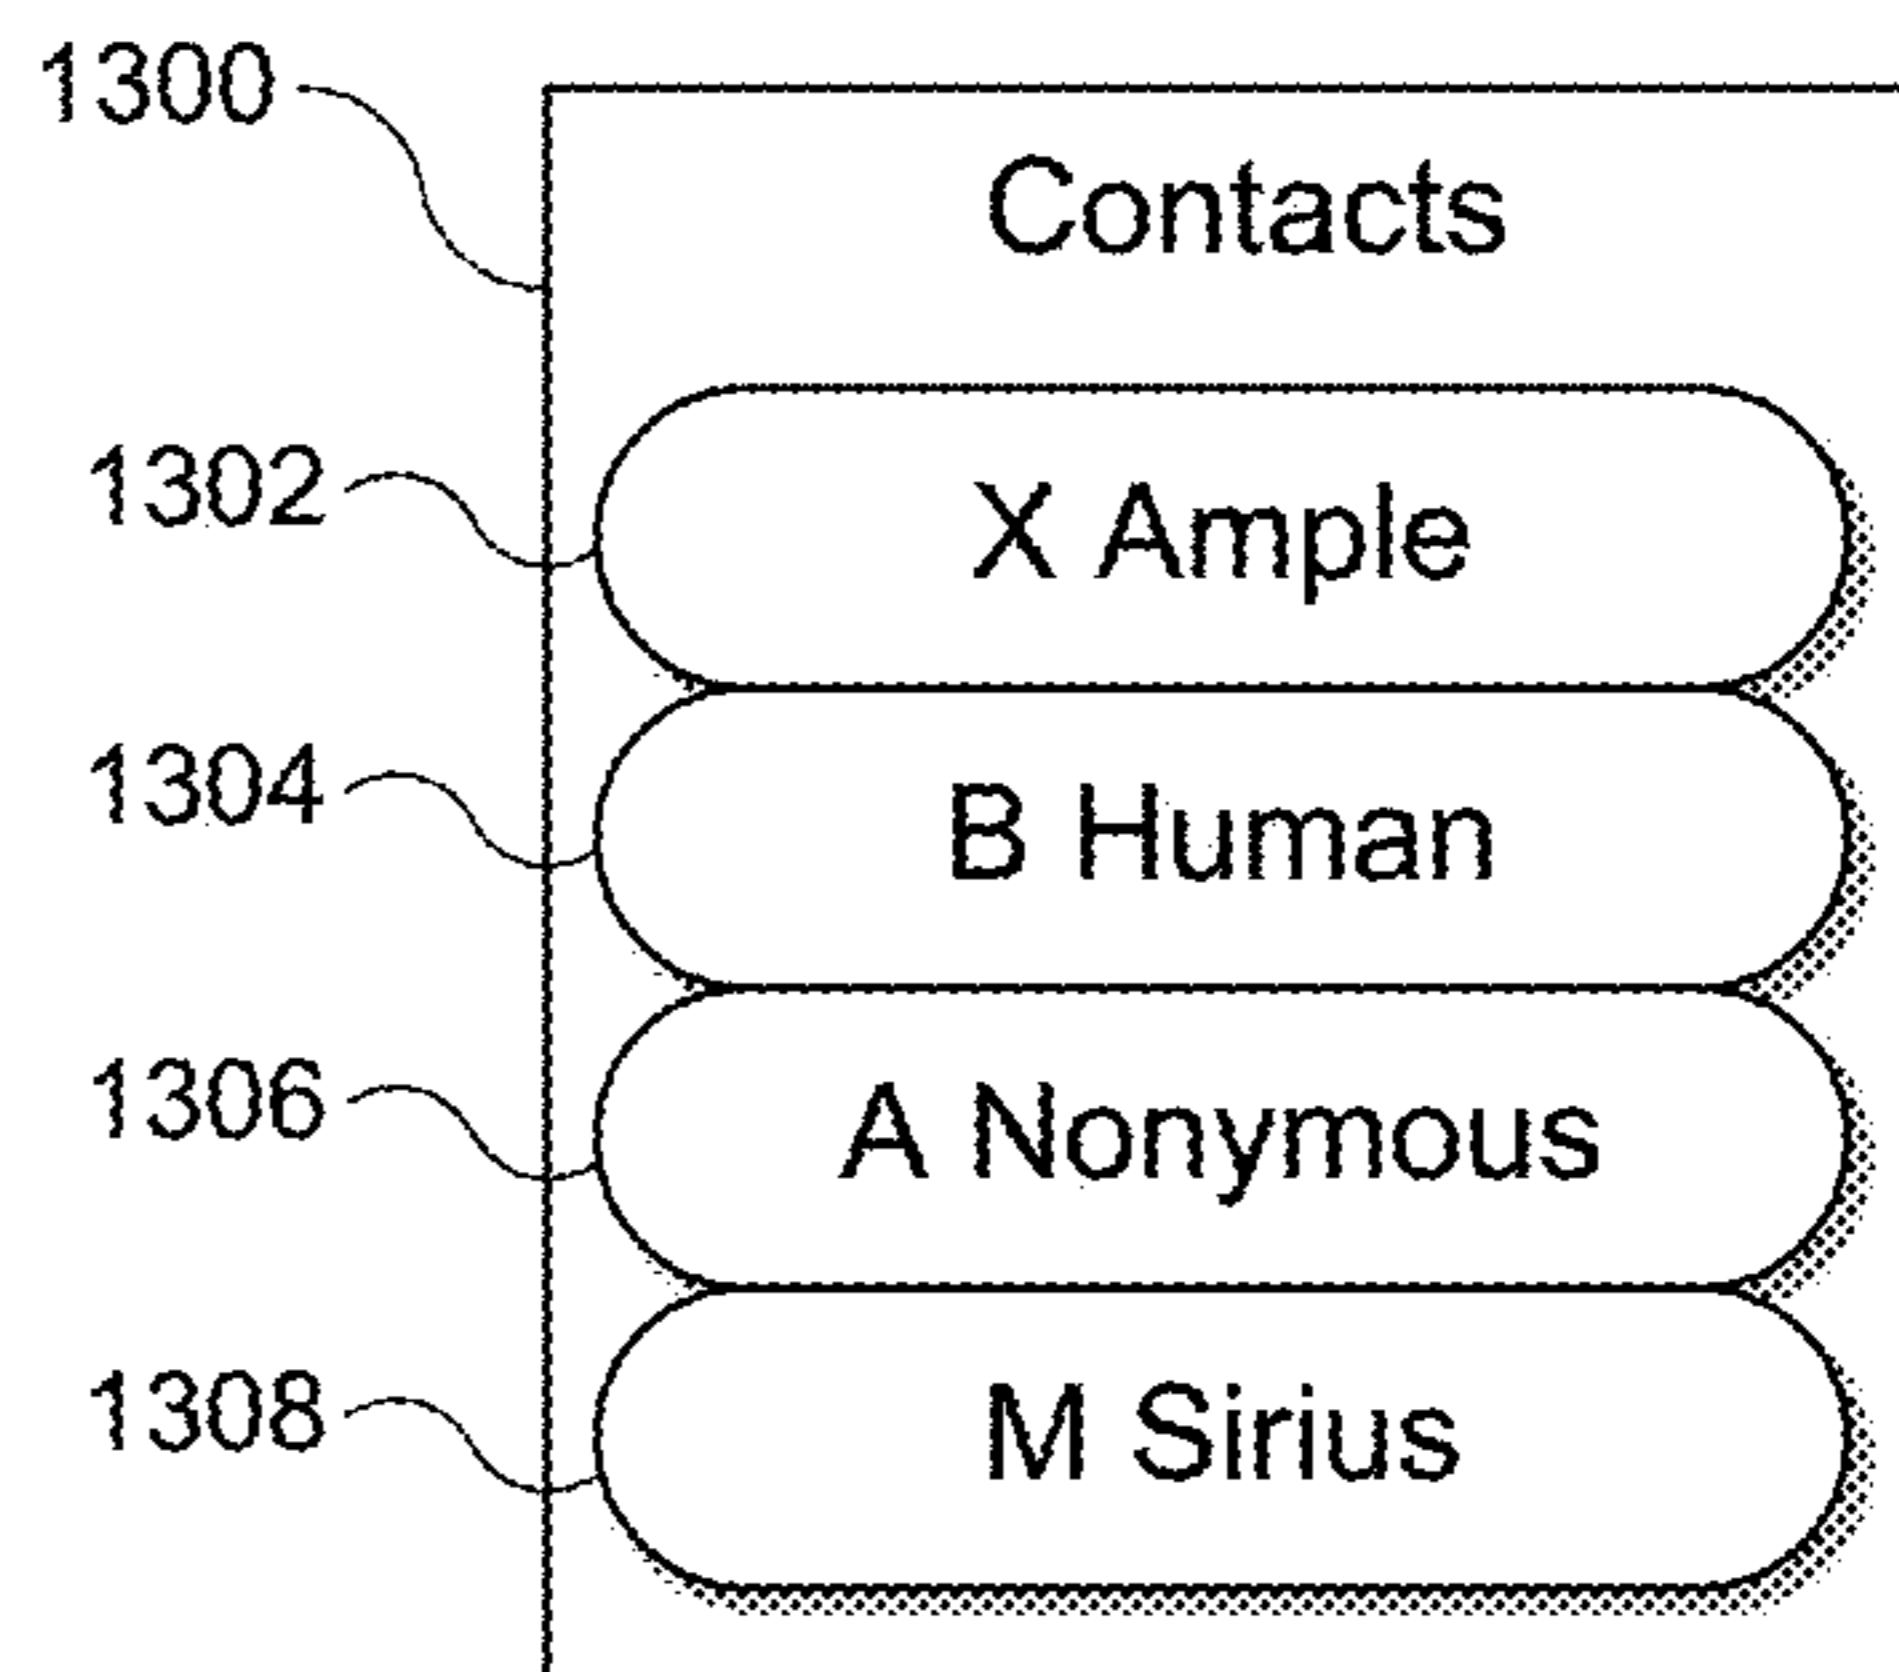 1300
Contacts
1302
X Ample
1304
B Human
1306
A Nonymous
1308
M Sirius